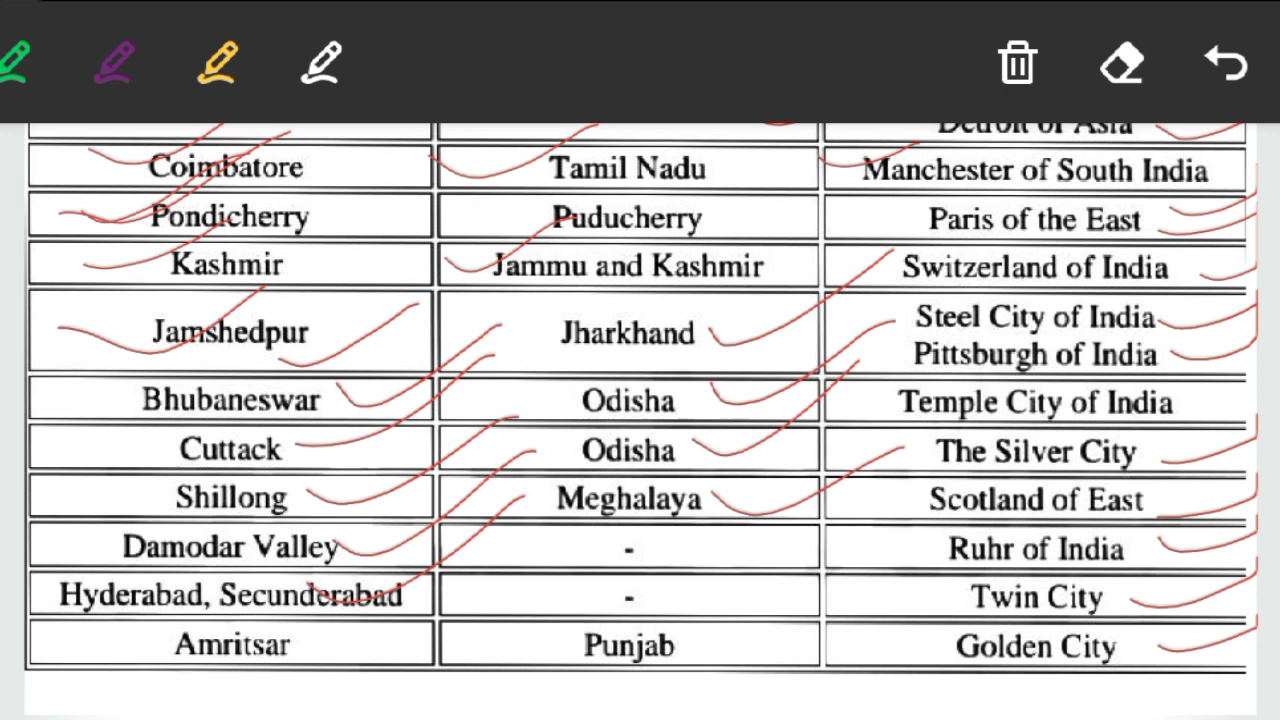 Detroit of Asia
Coimbatore Tamil Nadu Manchester of South India
Pondicherry Puducherry Paris of the East
Kashmir Jammu and Kashmir Switzerland of India
Jamshedpur Jharkhand Steel City of India
Pittsburgh of India
Bhubaneswar Odisha Temple City of India
Cuttack Odisha The Silver City
Shillong Meghalaya Scotland of East
Damodar Valley - Ruhr of India
Hyderabad, Secunderabad - Twin City
Amritsar Punjab Golden City